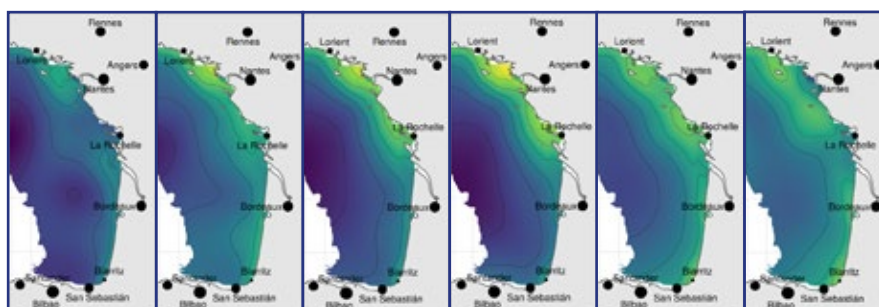 Rennes
Lorient
Angers
Nantes
La Rochelle
Bordeaux
Biarritz
Santander
San Sebastián
Bilbao
Rennes
Lorient
Angers
Nantes
La Rochelle
Bordeaux
Biarritz
Santander
San Sebastián
Bilbao
Rennes
Lorient
Angers
Nantes
La Rochelle
Bordeaux
Biarritz
Santander
San Sebastián
Bilbao
Rennes
Lorient
Angers
Nantes
La Rochelle
Bordeaux
Biarritz
Santander
San Sebastián
Bilbao
Rennes
Lorient
Angers
Nantes
La Rochelle
Bordeaux
Biarritz
Santander
San Sebastián
Bilbao
Rennes
Lorient
Angers
Nantes
La Rochelle
Bordeaux
Biarritz
Santander
San Sebastián
Bilbao